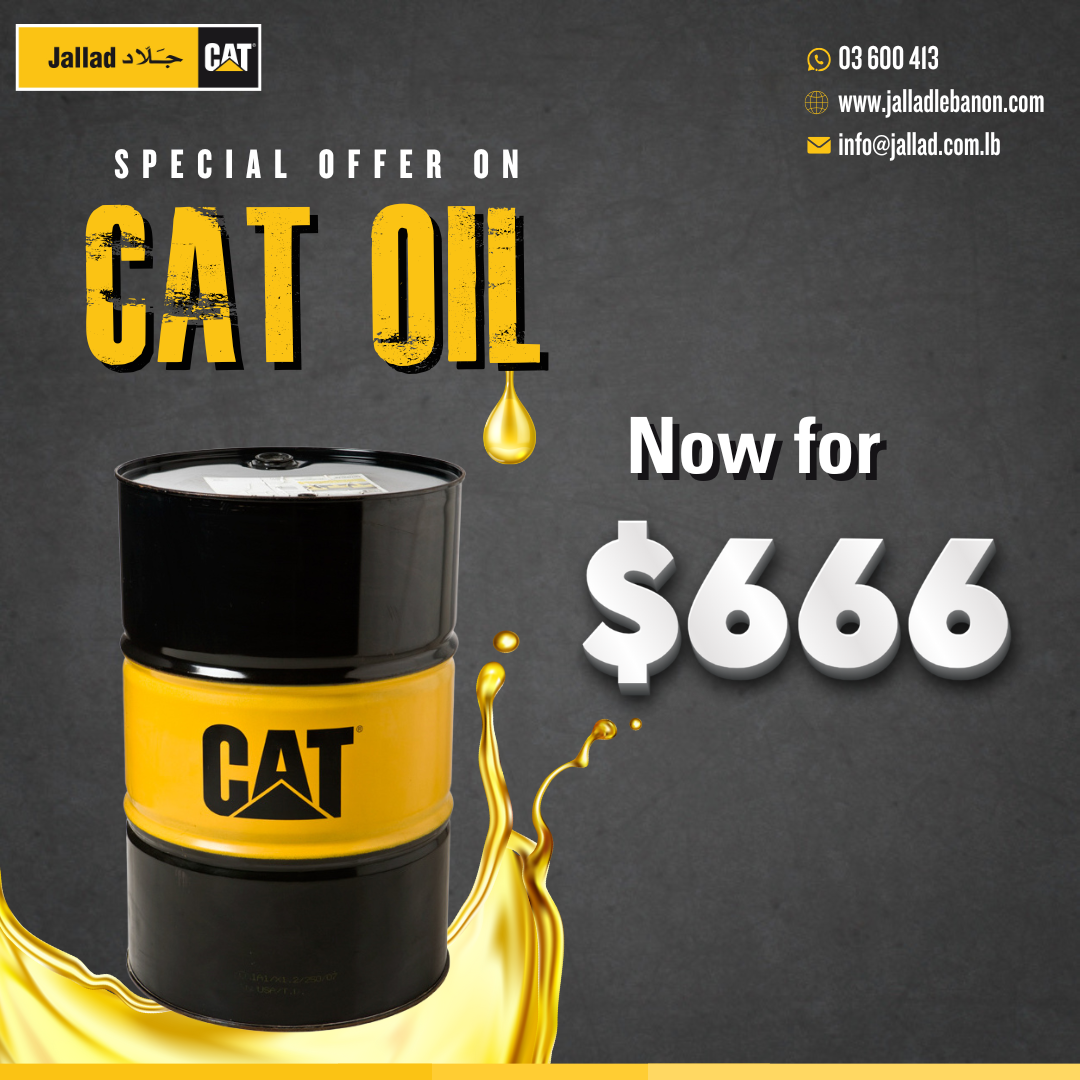 Jallad جَلّاد CAT
03 600 413
www.jalladlebanon.com
info@jallad.com.lb
SPECIAL OFFER ON
CAT OIL
Now for
$666
CAT®